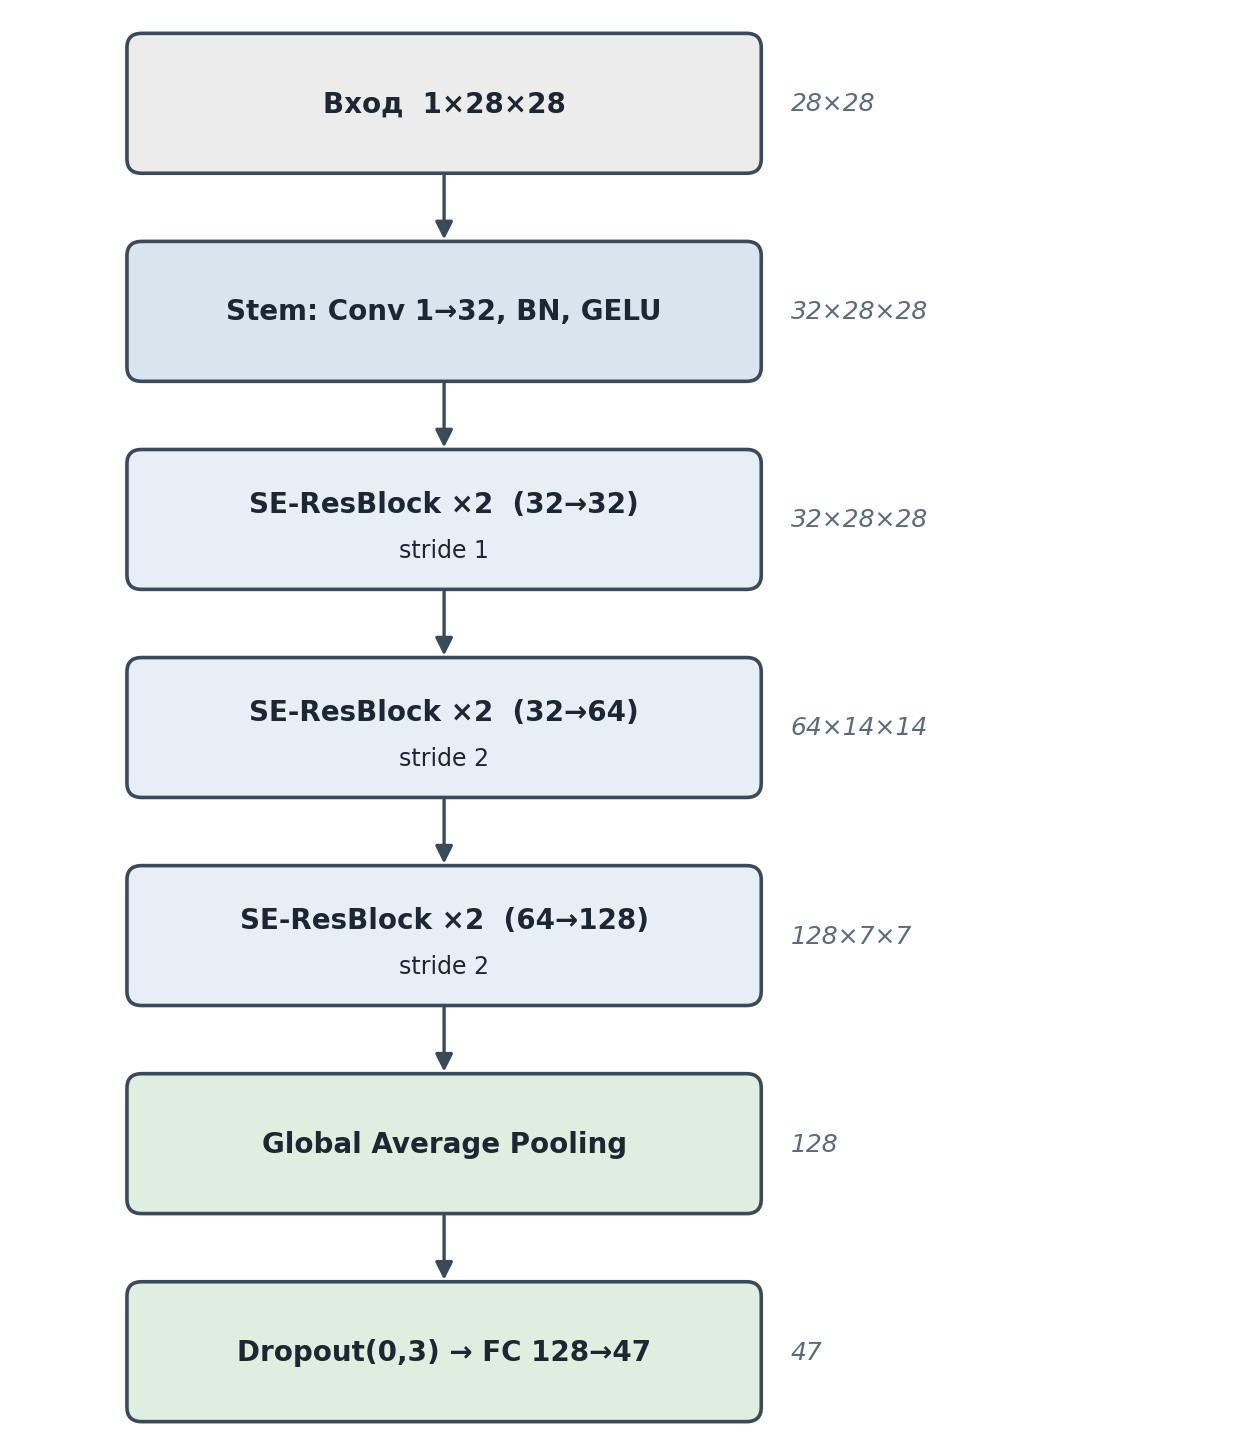 Вход  1×28×28
28×28
Stem: Conv 1→32, BN, GELU
32×28×28
SE-ResBlock ×2  (32→32)
stride 1
32×28×28
SE-ResBlock ×2  (32→64)
stride 2
64×14×14
SE-ResBlock ×2  (64→128)
stride 2
128×7×7
Global Average Pooling
128
Dropout(0,3) → FC 128→47
47